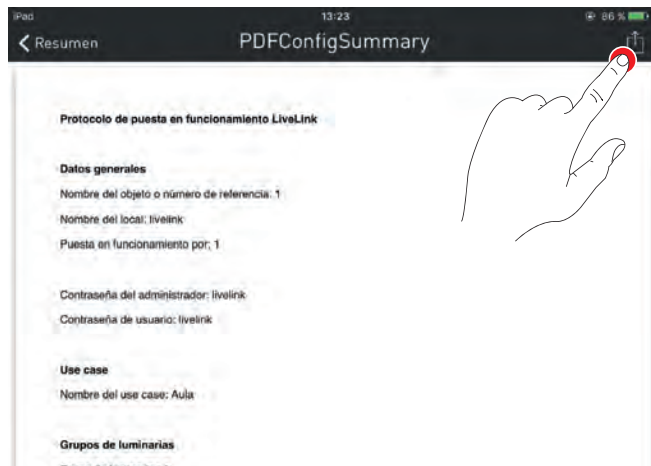 iPad 13:23 86 %
Resumen PDFConfigSummary
Protocolo de puesta en funcionamiento LiveLink
Datos generales
Nombre del objeto o número de referencia: 1
Nombre del local: livelink
Puesta en funcionamiento por: 1
Contraseña del administrador: livelink
Contraseña de usuario: livelink
Use case
Nombre del use case: Aula
Grupos de luminarias